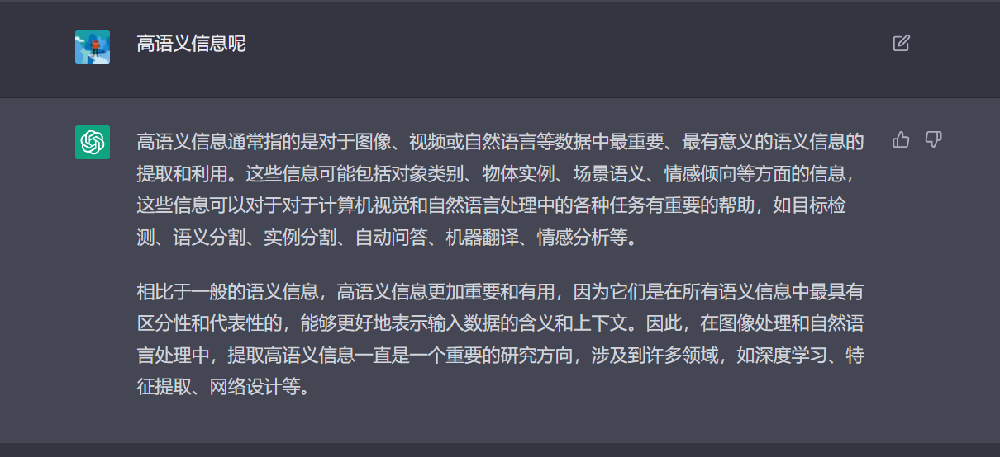 高语义信息呢
高语义信息通常指的是对于图像、视频或自然语言等数据中最重要、最有意义的语义信息的
提取和利用。这些信息可能包括对象类别、物体实例、场景语义、情感倾向等方面的信息，
这些信息可以对于对于计算机视觉和自然语言处理中的各种任务有重要的帮助，如目标检
测、语义分割、实例分割、自动问答、机器翻译、情感分析等。
相比于一般的语义信息，高语义信息更加重要和有用，因为它们是在所有语义信息中最具有
区分性和代表性的，能够更好地表示输入数据的含义和上下文。因此，在图像处理和自然语
言处理中，提取高语义信息一直是一个重要的研究方向，涉及到许多领域，如深度学习、特
征提取、网络设计等。